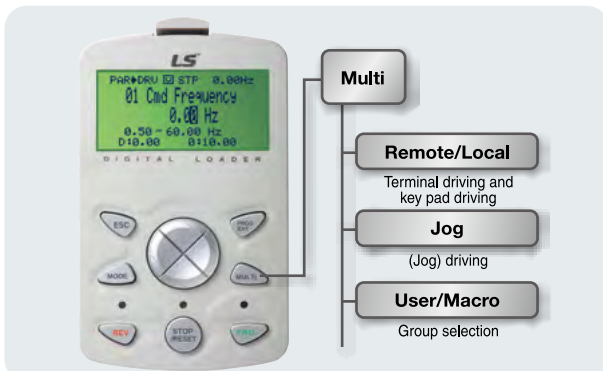 LS
PAR➧DRV U STP 0.00Hz
01 Cmd Frequency
0.00 Hz
0.50 - 60.00 Hz
D:0.00 0:10.00
DIGITAL LOADER
ESC
PROG
/Ent
MODE
MULTI
REV
STOP
/RESET
FWD
Multi
Remote/Local
Terminal driving and
key pad driving
Jog
(Jog) driving
User/Macro
Group selection